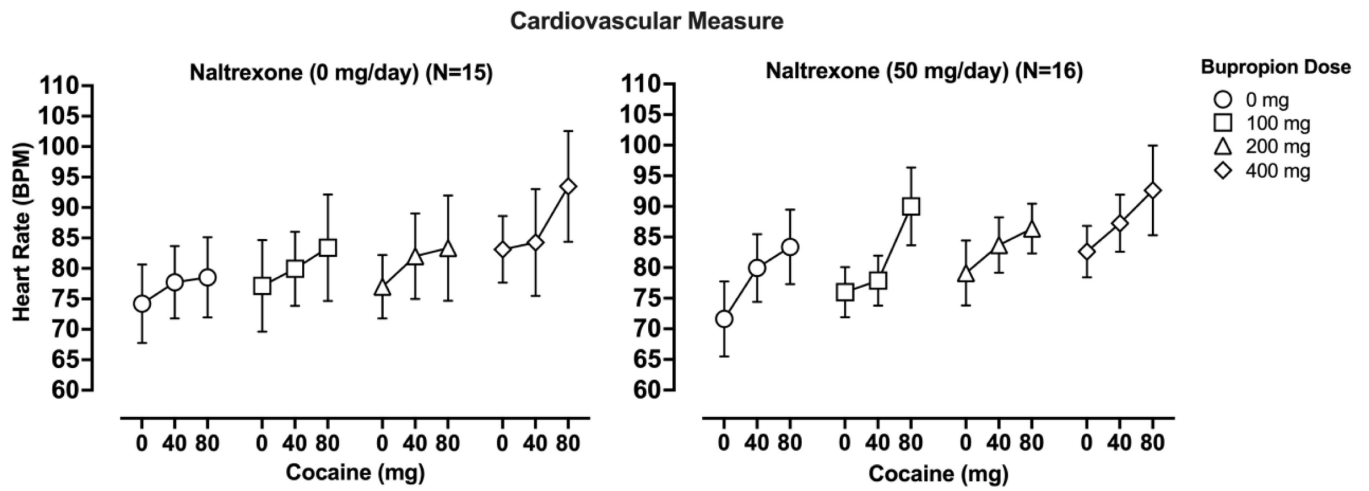 Cardiovascular Measure
Naltrexone (0 mg/day) (N=15)
Heart Rate (BPM)
110
105
100
95
90
85
80
75
70
65
60
0 40 80 0 40 80 0 40 80 0 40 80
Cocaine (mg)
Naltrexone (50 mg/day) (N=16)
110
105
100
95
90
85
80
75
70
65
60
0 40 80 0 40 80 0 40 80 0 40 80
Cocaine (mg)
Bupropion Dose
0 mg
100 mg
200 mg
400 mg